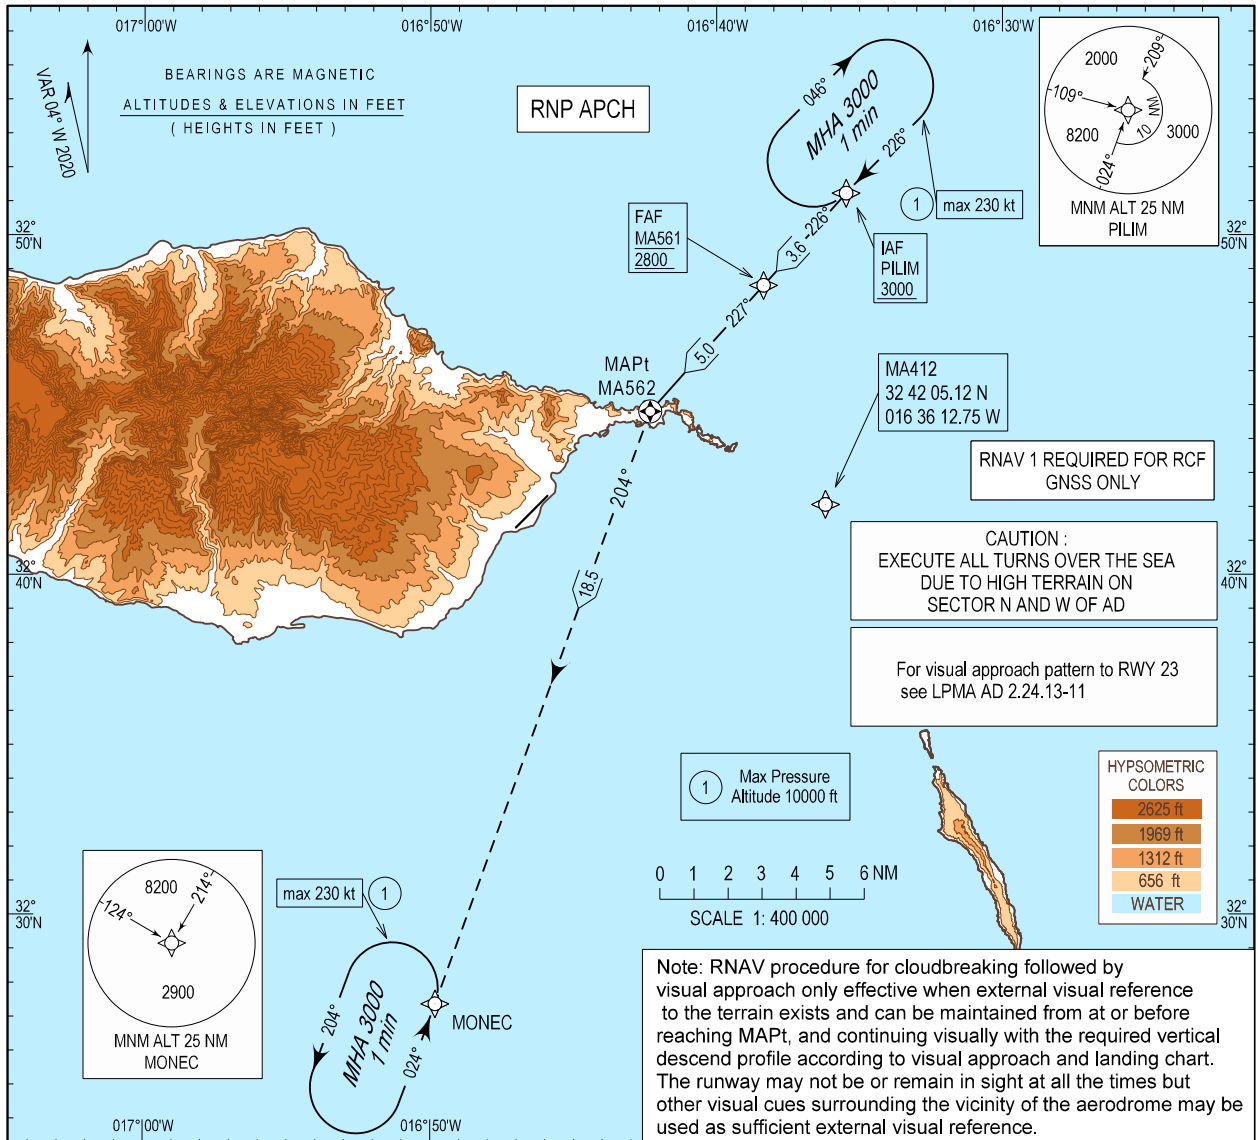 017°00'W
016°50'W
016°40'W
016°30'W
VAR 04° W 2020
BEARINGS ARE MAGNETIC
ALTITUDES & ELEVATIONS IN FEET
( HEIGHTS IN FEET )
RNP APCH
046°
MHA 3000
1 min
226°
1
max 230 kt
2000
209°
109°
NM
10
8200
3000
024°
MNM ALT 25 NM
PILIM
32°
50'N
32°
50'N
FAF
MA561
2800
3.6
226°
IAF
PILIM
3000
227°
5.0
MAPt
MA562
MA412
32 42 05.12 N
016 36 12.75 W
RNAV 1 REQUIRED FOR RCF
GNSS ONLY
204°
CAUTION :
EXECUTE ALL TURNS OVER THE SEA
DUE TO HIGH TERRAIN ON
SECTOR N AND W OF AD
32°
40'N
32°
40'N
18.5
For visual approach pattern to RWY 23
see LPMA AD 2.24.13-11
1
Max Pressure
Altitude 10000 ft
HYPSOMETRIC
COLORS
2625 ft
1969 ft
1312 ft
656 ft
WATER
0 1 2 3 4 5 6 NM
SCALE 1: 400 000
8200
124°
214°
2900
MNM ALT 25 NM
MONEC
max 230 kt
1
32°
30'N
32°
30'N
204°
MHA 3000
1 min
024°
MONEC
Note: RNAV procedure for cloudbreaking followed by
visual approach only effective when external visual reference
to the terrain exists and can be maintained from at or before
reaching MAPt, and continuing visually with the required vertical
descend profile according to visual approach and landing chart.
The runway may not be or remain in sight at all the times but
other visual cues surrounding the vicinity of the aerodrome may be
used as sufficient external visual reference.
017°00'W
016°50'W